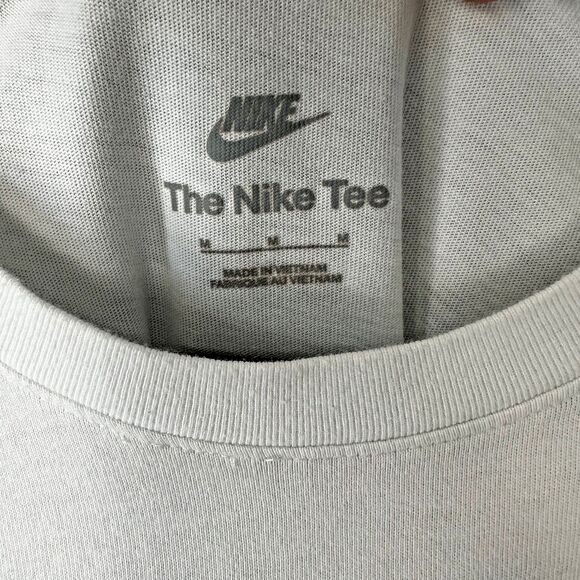 NIKE
The Nike Tee
M M M
MADE IN VIETNAM
FABRIQUE AU VIETNAM